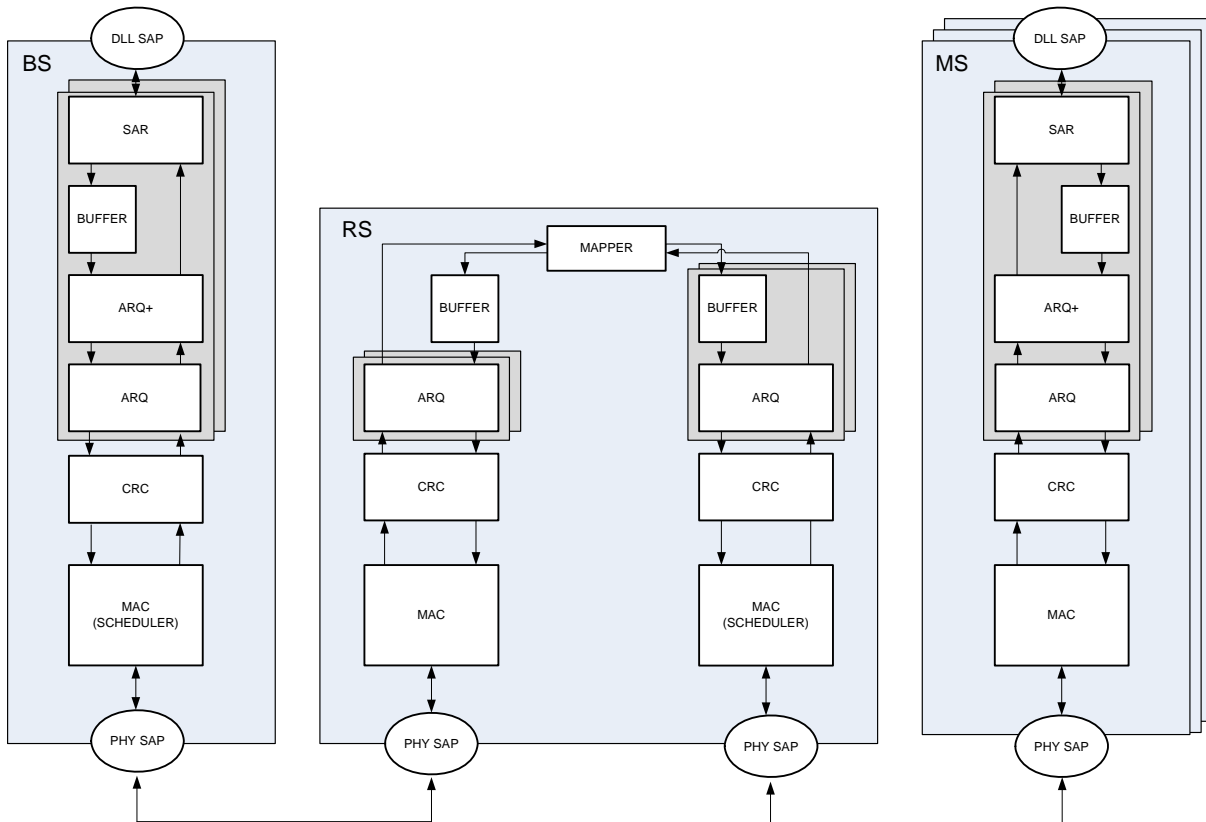 DLL SAP
BS
SAR
BUFFER
ARQ+
ARQ
CRC
MAC
(SCHEDULER)
PHY SAP
RS
MAPPER
BUFFER
BUFFER
ARQ
ARQ
CRC
CRC
MAC
MAC
(SCHEDULER)
PHY SAP
PHY SAP
DLL SAP
MS
SAR
BUFFER
ARQ+
ARQ
CRC
MAC
PHY SAP